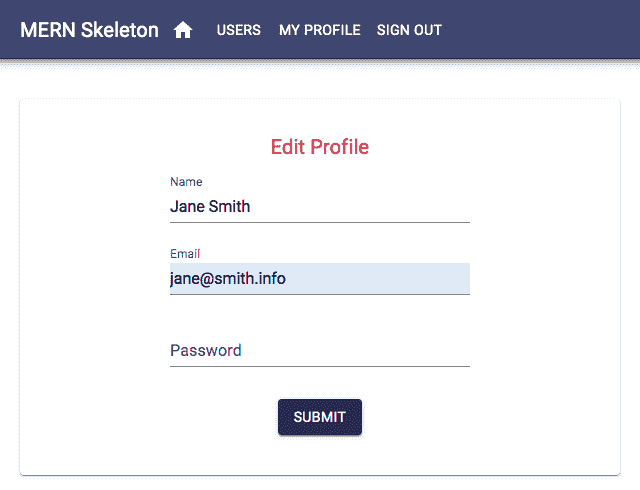 MERN Skeleton USERS MY PROFILE SIGN OUT
Edit Profile
Name
Jane Smith
Email
jane@smith.info
Password
SUBMIT